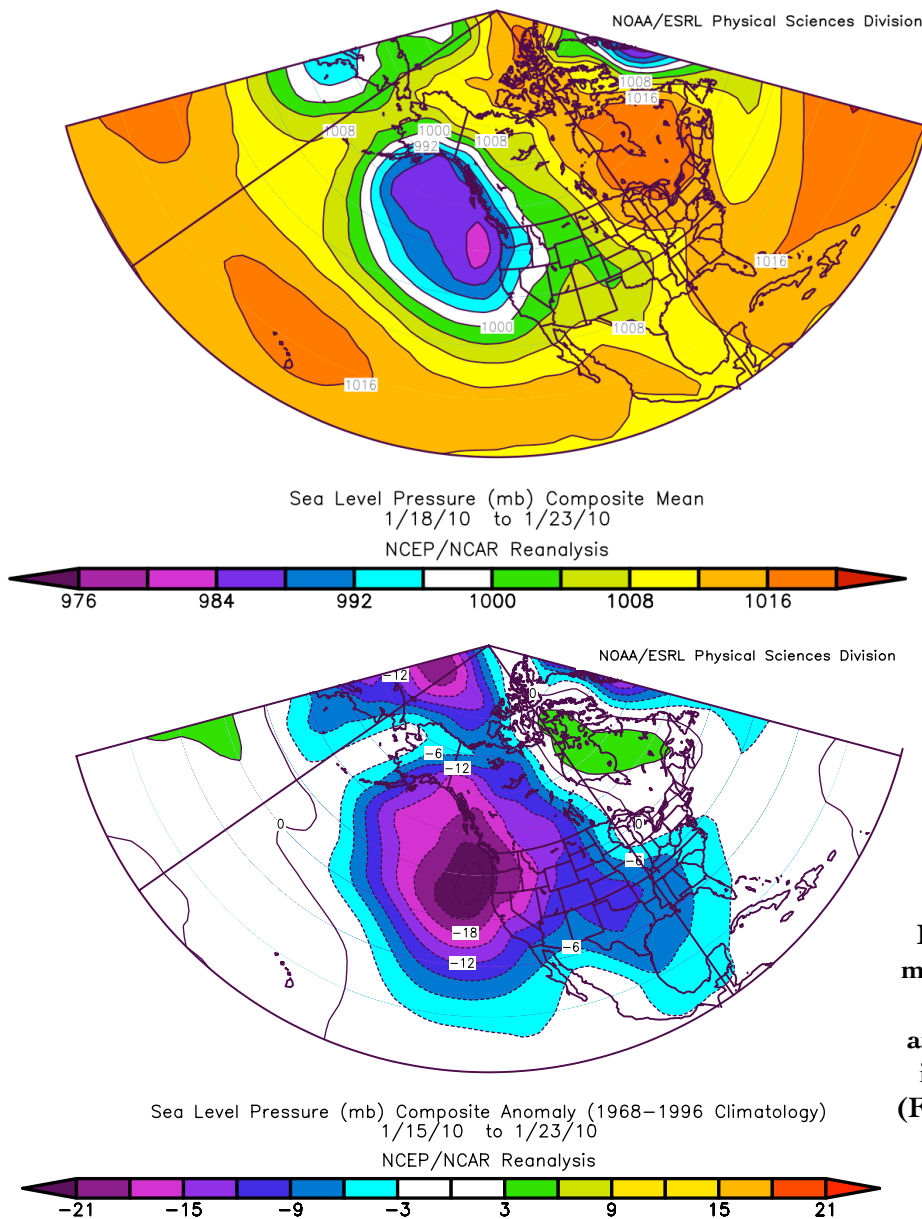 NOAA/ESRL Physical Sciences Division
1008
1016
1000
1008
1008
992
1016
1000
1008
1016
Sea Level Pressure (mb) Composite Mean
1/18/10 to 1/23/10
NCEP/NCAR Reanalysis
976 984 992 1000 1008 1016
NOAA/ESRL Physical Sciences Division
-12
0
-6
-12
0
0
-6
-18
-6
-12
m
a
i
(F
Sea Level Pressure (mb) Composite Anomaly (1968-1996 Climatology)
1/15/10 to 1/23/10
NCEP/NCAR Reanalysis
-21 -15 -9 -3 3 9 15 21